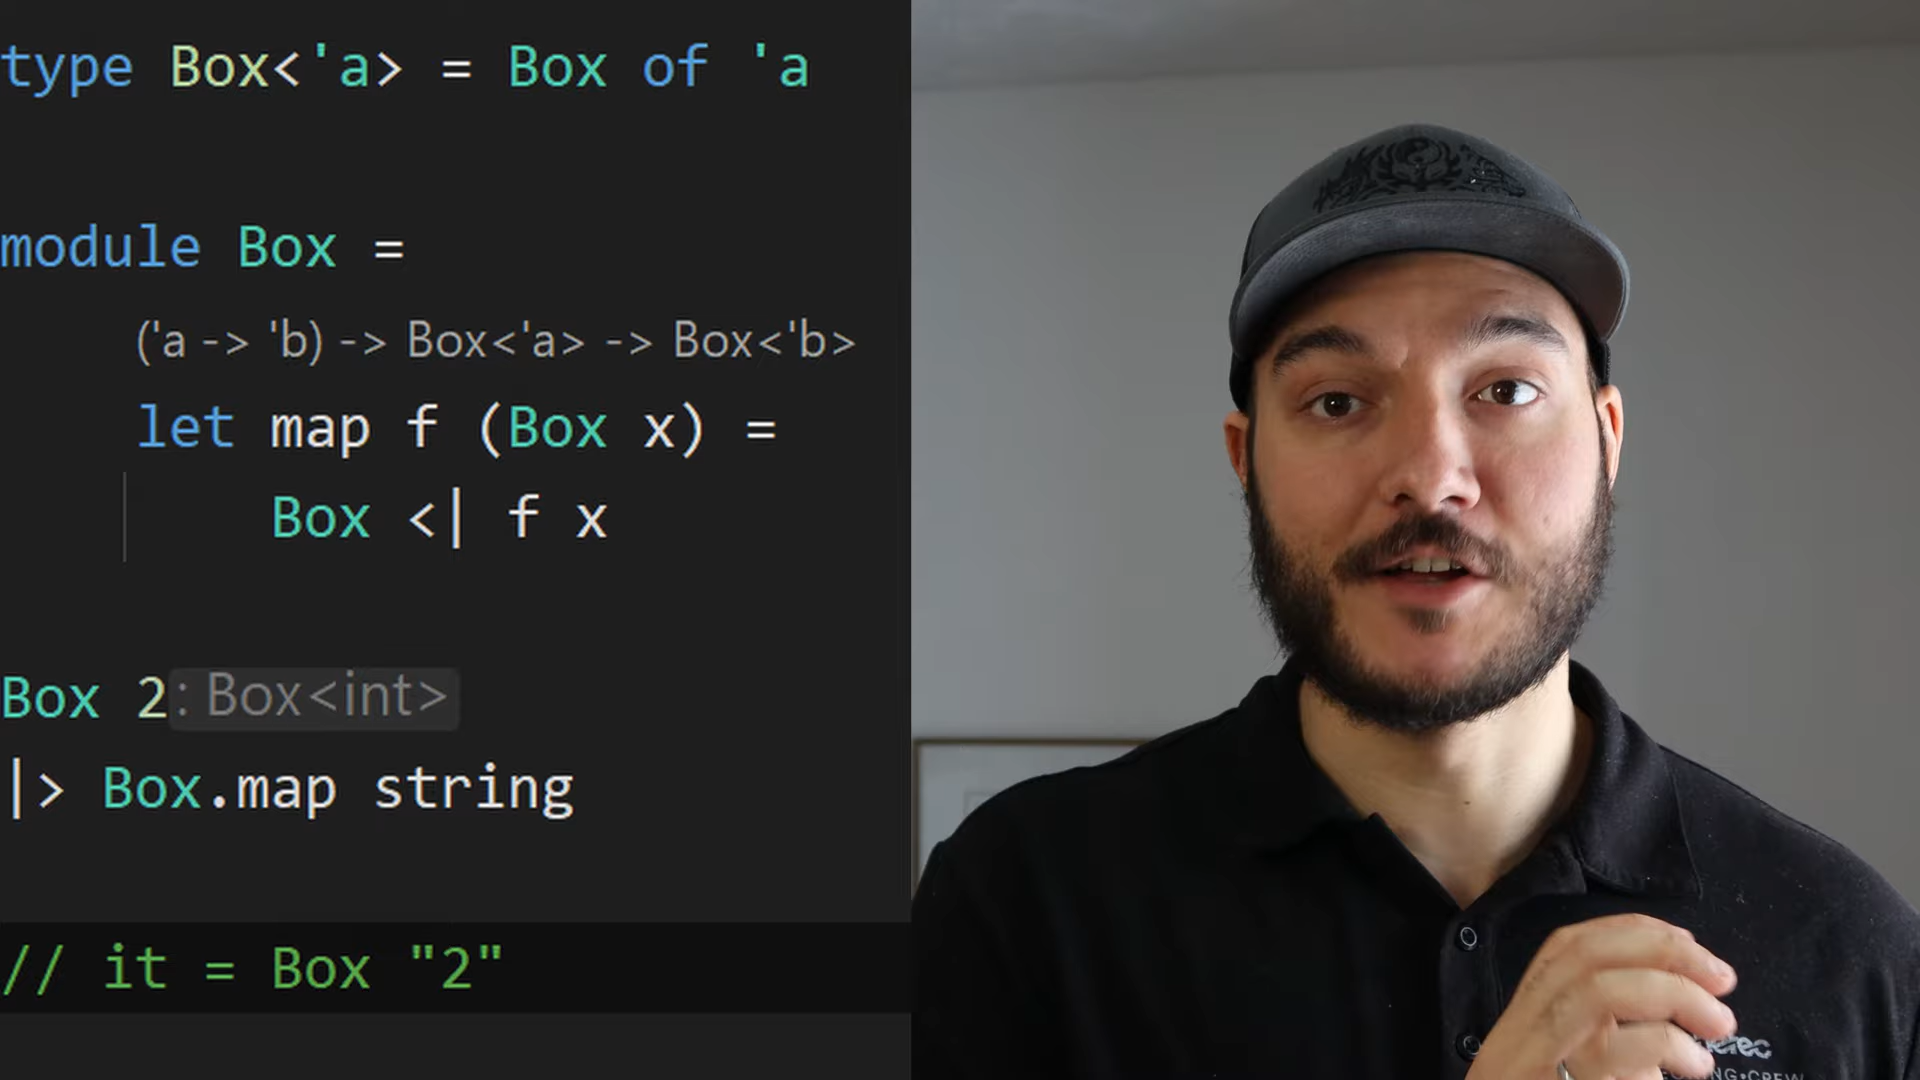 type Box<'a> = Box of 'a
module Box =
('a -> 'b) -> Box<'a> -> Box<'b>
let map f (Box x) =
Box <| f x
Box 2 : Box<int>
|> Box.map string
// it = Box "2"